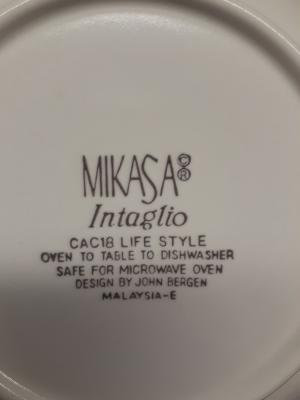 MIKASA©®
Intaglio
CAC18 LIFE STYLE
OVEN TO TABLE TO DISHWASHER
SAFE FOR MICROWAVE OVEN
DESIGN BY JOHN BERGEN
MALAYSIA-E